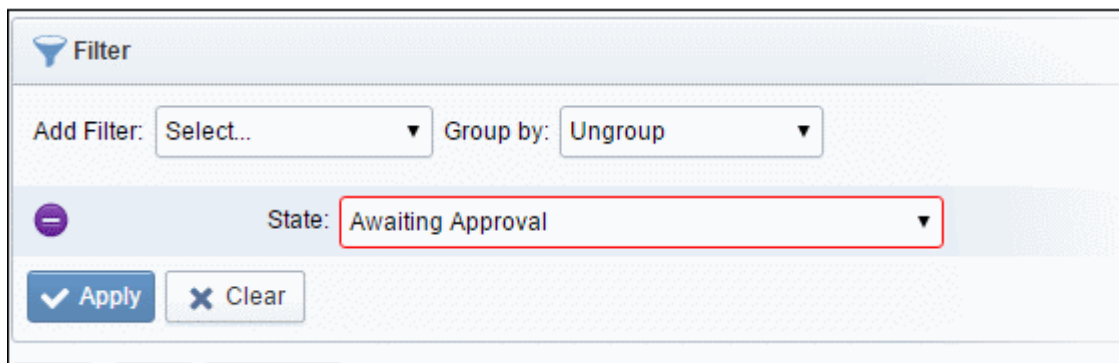 Filter
Add Filter: Select... Group by: Ungroup
State: Awaiting Approval
Apply Clear